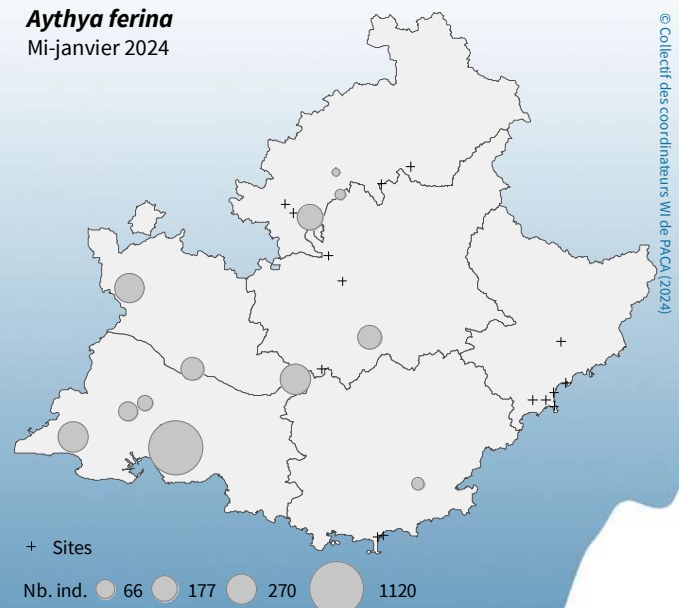 Aythya ferina
Mi-janvier 2024
© Collectif des coordinateurs WI de PACA (2024)
+ Sites
Nb. ind. 66 177 270 1120